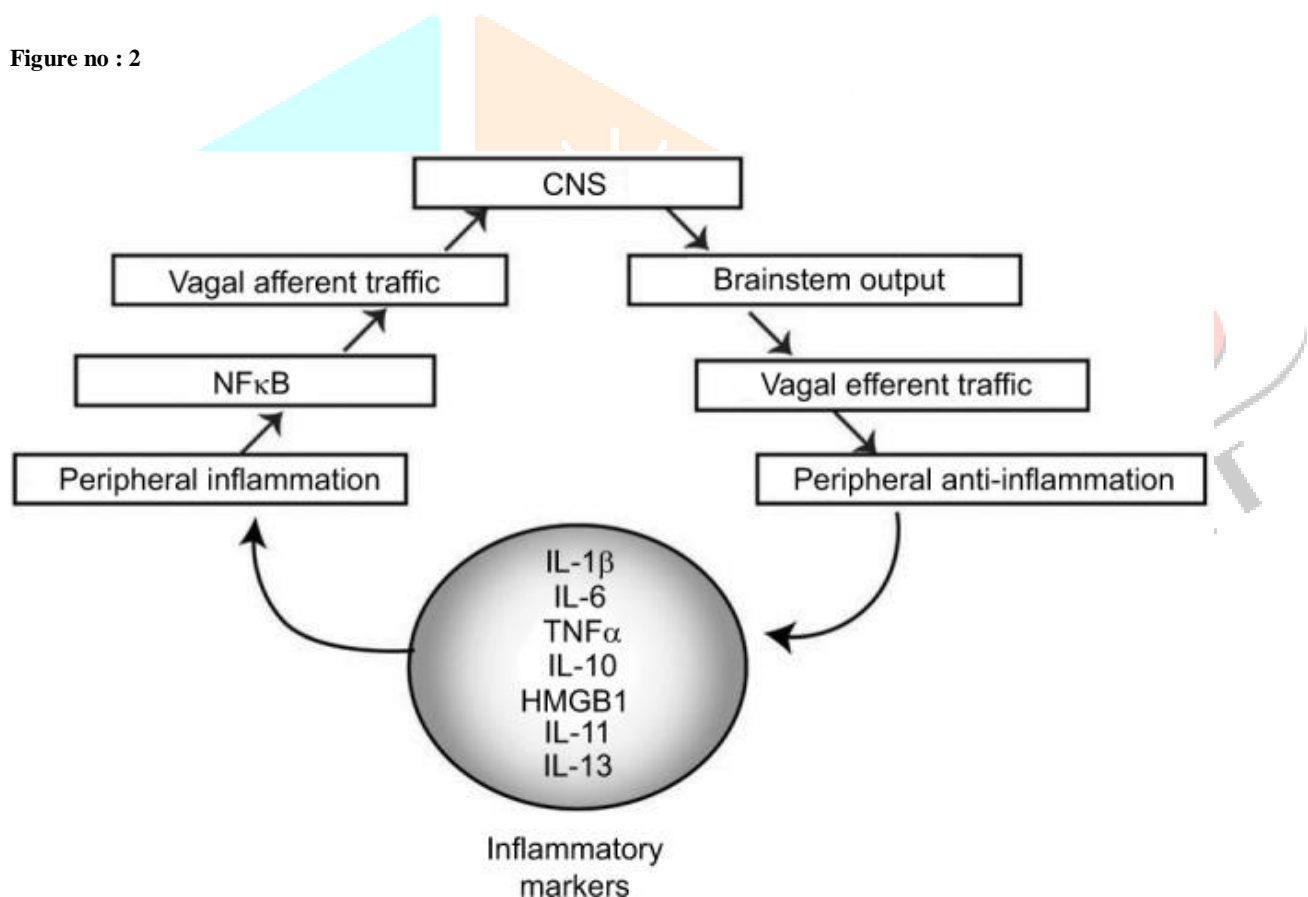 Figure no : 2
CNS
Vagal afferent traffic
Brainstem output
NFκB
Vagal efferent traffic
Peripheral inflammation
Peripheral anti-inflammation
IL-1β
IL-6
TNFα
IL-10
HMGB1
IL-11
IL-13
Inflammatory
markers